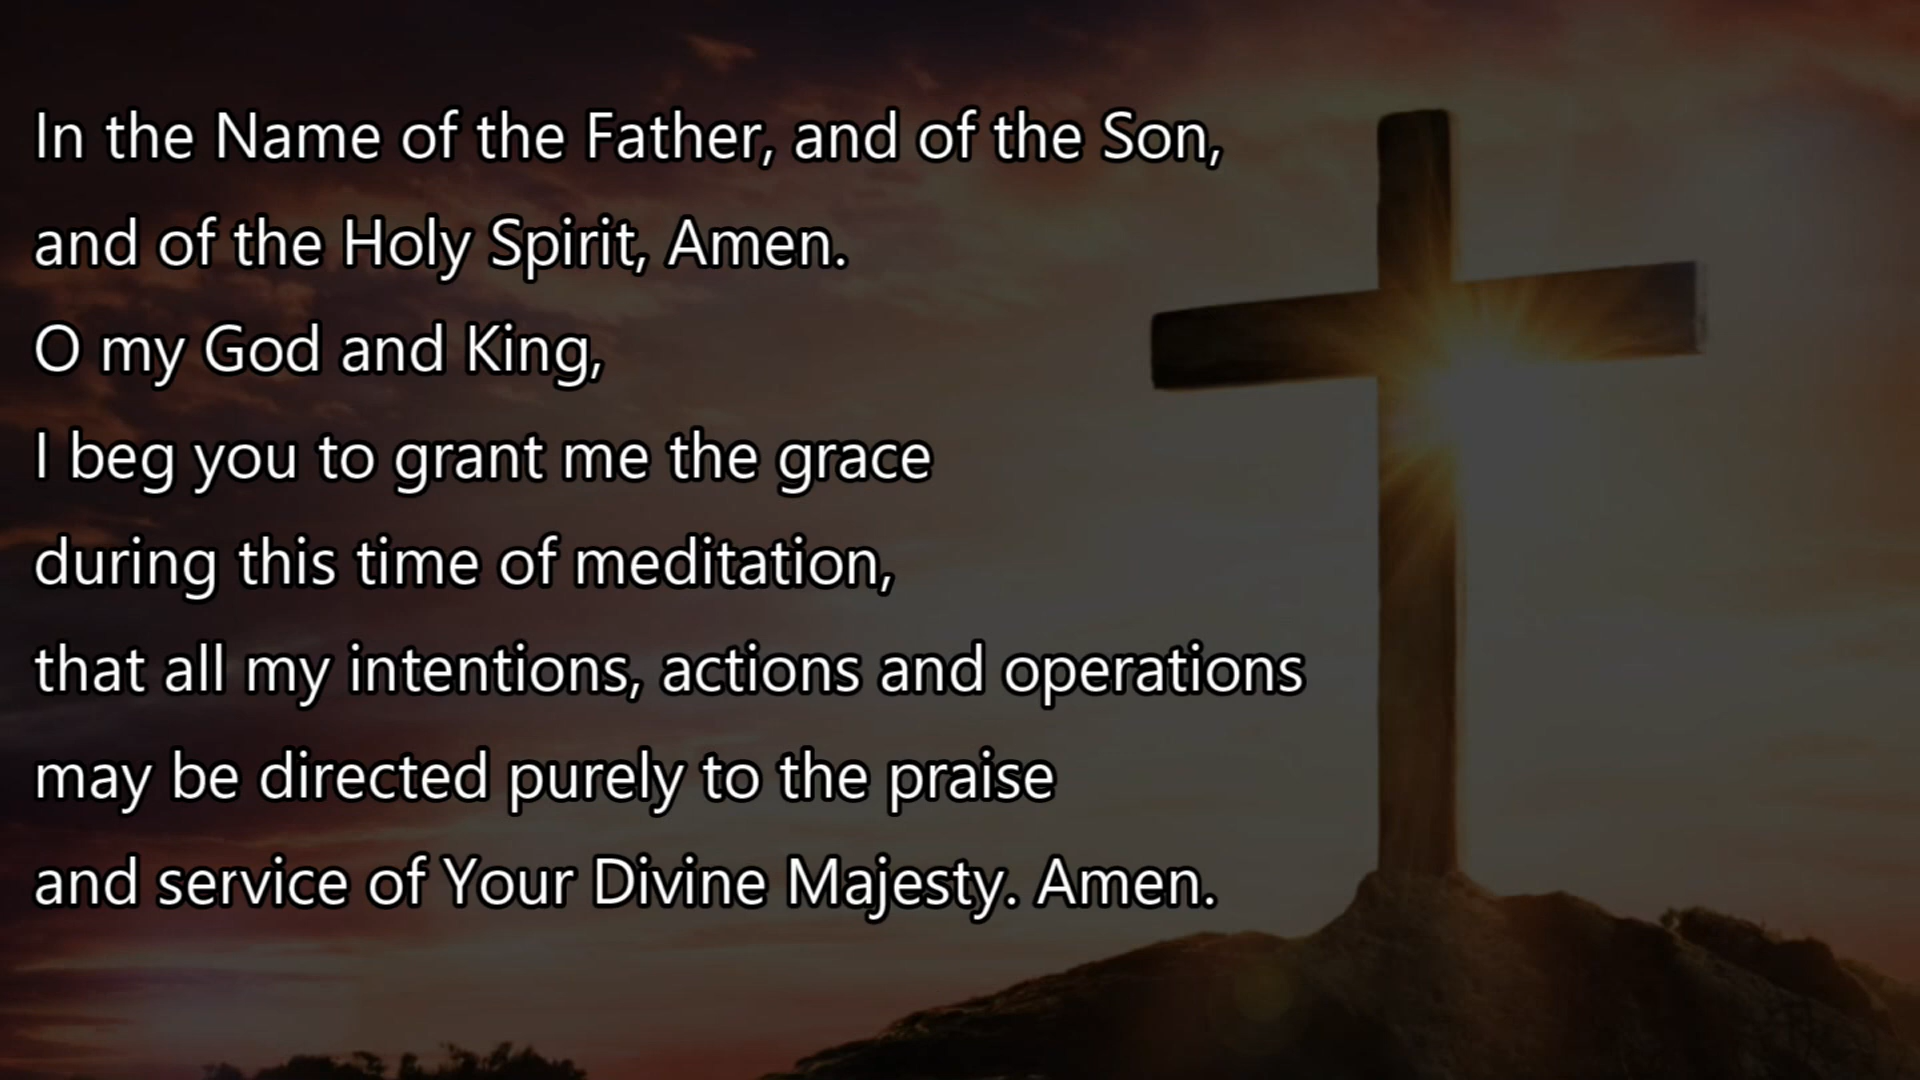 In the Name of the Father, and of the Son,
and of the Holy Spirit, Amen.
O my God and King,
I beg you to grant me the grace
during this time of meditation,
that all my intentions, actions and operations
may be directed purely to the praise
and service of Your Divine Majesty. Amen.